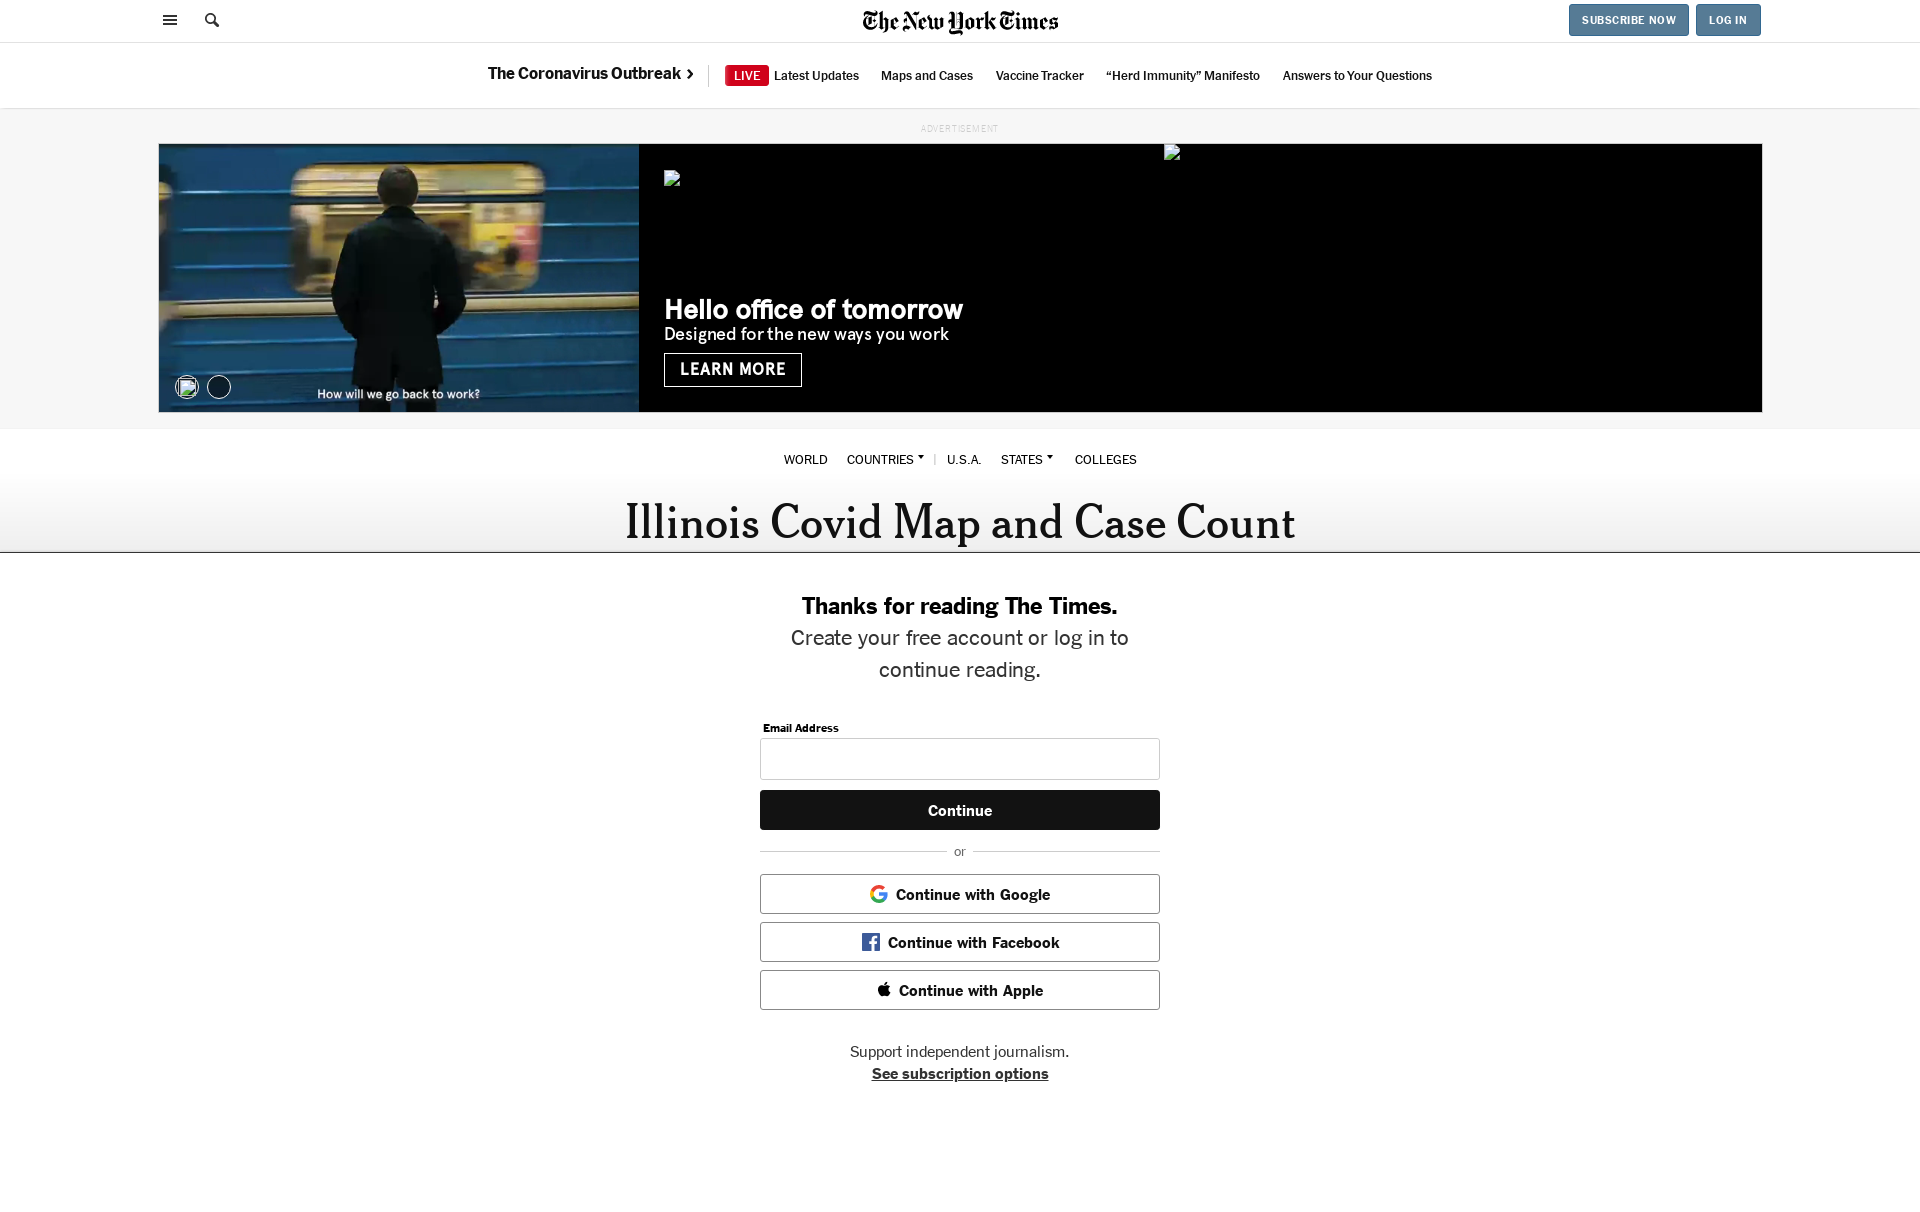 The New York Times
SUBSCRIBE NOW
LOG IN
The Coronavirus Outbreak ›
LIVE Latest Updates
Maps and Cases
Vaccine Tracker
“Herd Immunity” Manifesto
Answers to Your Questions
ADVERTISEMENT
Hello office of tomorrow
Designed for the new ways you work
LEARN MORE
How will we go back to work?
WORLD
COUNTRIES
U.S.A.
STATES
COLLEGES
Illinois Covid Map and Case Count
Thanks for reading The Times.
Create your free account or log in to
continue reading.
Email Address
Continue
or
Continue with Google
Continue with Facebook
Continue with Apple
Support independent journalism.
See subscription options